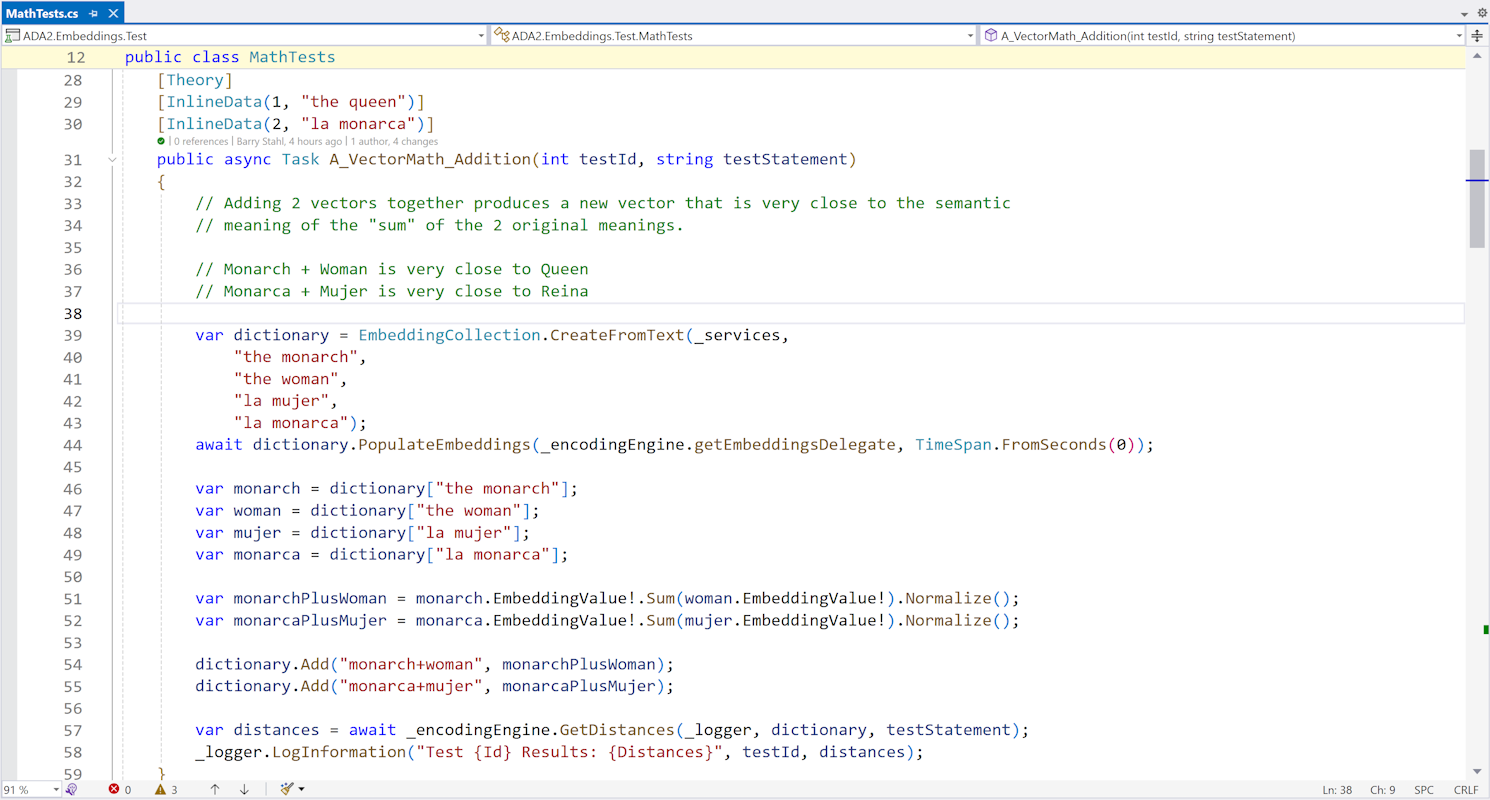 MathTests.cs
ADA2.Embeddings.Test ADA2.Embeddings.Test.MathTests A_VectorMath_Addition(int testId, string testStatement)
12 public class MathTests
28 [Theory]
29 [InlineData(1, "the queen")]
30 [InlineData(2, "la monarca")]
| 0 references | Barry Stahl, 4 hours ago | 1 author, 4 changes
31 public async Task A_VectorMath_Addition(int testId, string testStatement)
32 {
33 // Adding 2 vectors together produces a new vector that is very close to the semantic
34 // meaning of the "sum" of the 2 original meanings.
35
36 // Monarch + Woman is very close to Queen
37 // Monarca + Mujer is very close to Reina
38
39 var dictionary = EmbeddingCollection.CreateFromText(_services,
40 "the monarch",
41 "the woman",
42 "la mujer",
43 "la monarca");
44 await dictionary.PopulateEmbeddings(_encodingEngine.getEmbeddingsDelegate, TimeSpan.FromSeconds(0));
45
46 var monarch = dictionary["the monarch"];
47 var woman = dictionary["the woman"];
48 var mujer = dictionary["la mujer"];
49 var monarca = dictionary["la monarca"];
50
51 var monarchPlusWoman = monarch.EmbeddingValue!.Sum(woman.EmbeddingValue!).Normalize();
52 var monarcaPlusMujer = monarca.EmbeddingValue!.Sum(mujer.EmbeddingValue!).Normalize();
53
54 dictionary.Add("monarch+woman", monarchPlusWoman);
55 dictionary.Add("monarca+mujer", monarcaPlusMujer);
56
57 var distances = await _encodingEngine.GetDistances(_logger, dictionary, testStatement);
58 _logger.LogInformation("Test {Id} Results: {Distances}", testId, distances);
59 }
91 % 0 3 Ln: 38 Ch: 9 SPC CRLF